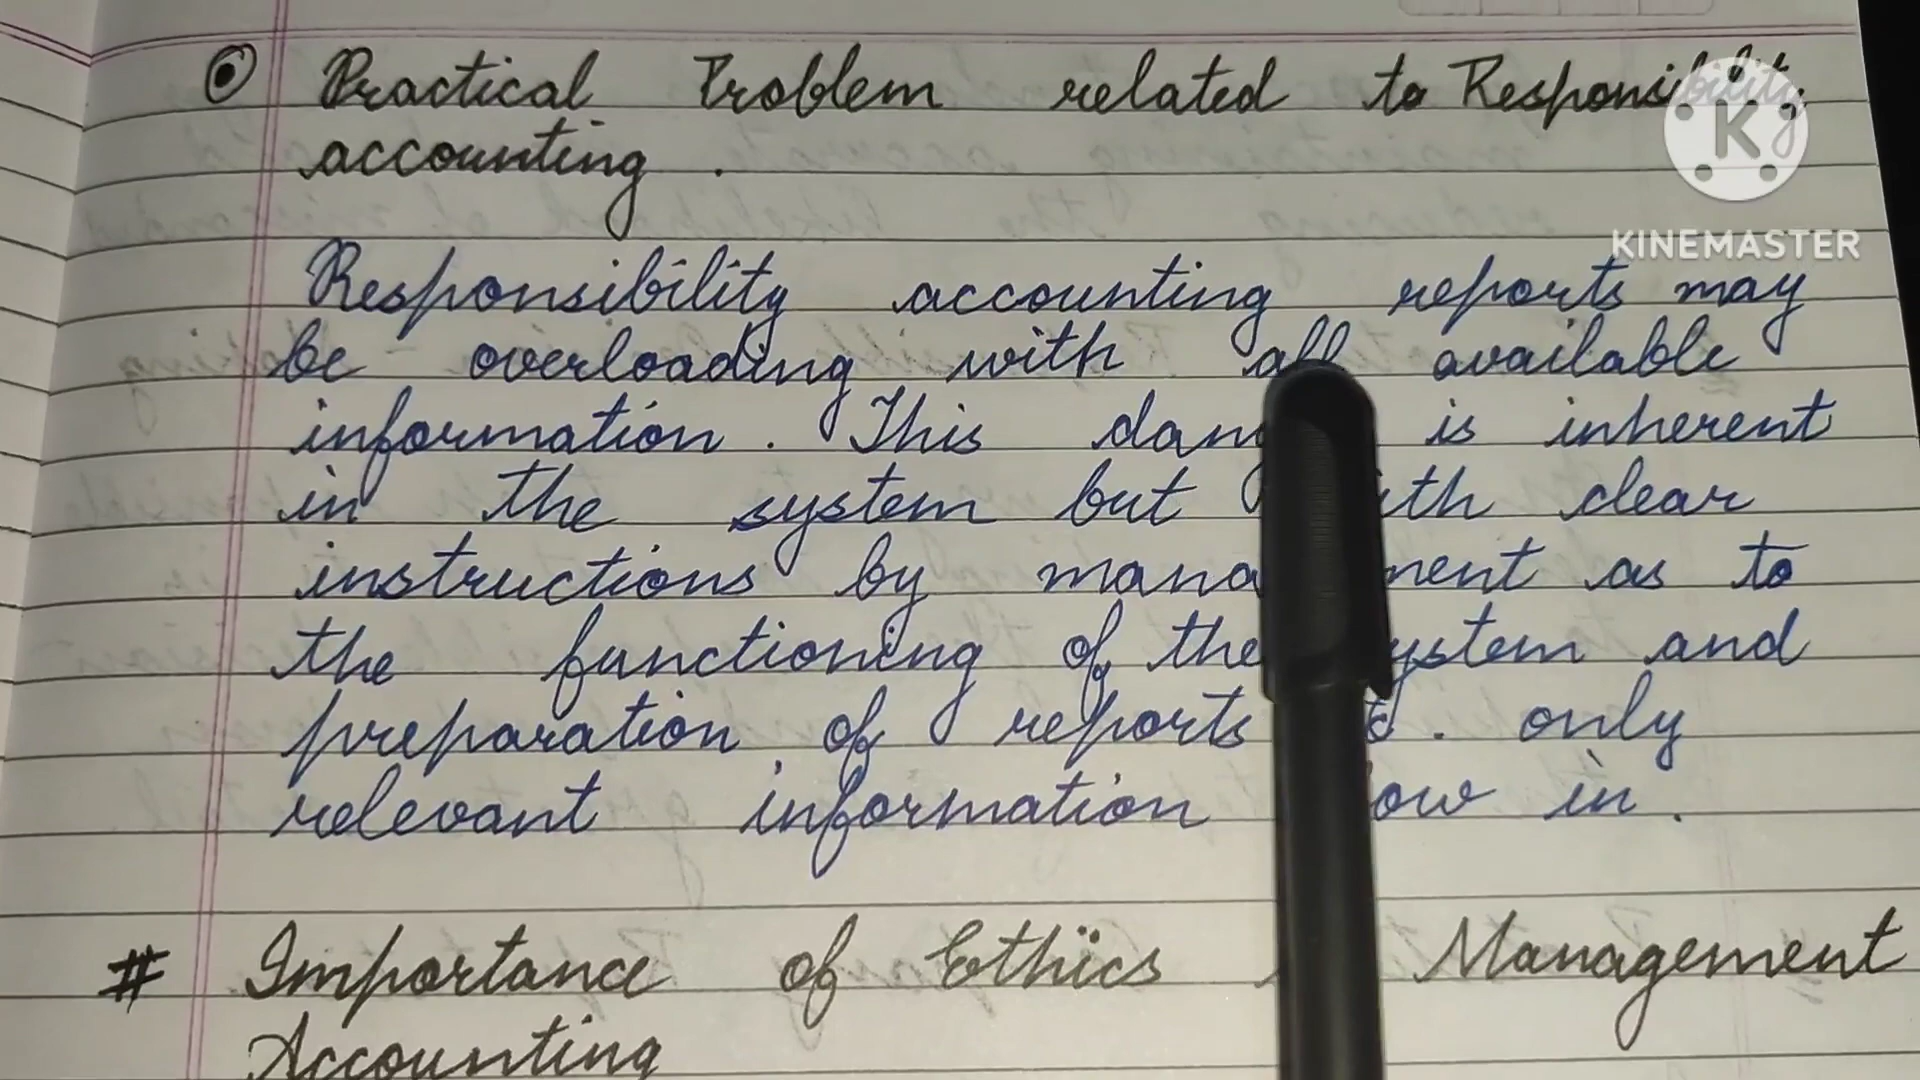 Practical Problem related to Responsibility
accounting .
K
KINEMASTER
Responsibility accounting reports may
be overloading with all available
information . This is inherent
in the system but clear
instructions by as to
the functioning of the and
preparation of reports only
relevant information in .
# Importance of Ethics Management
Accounting